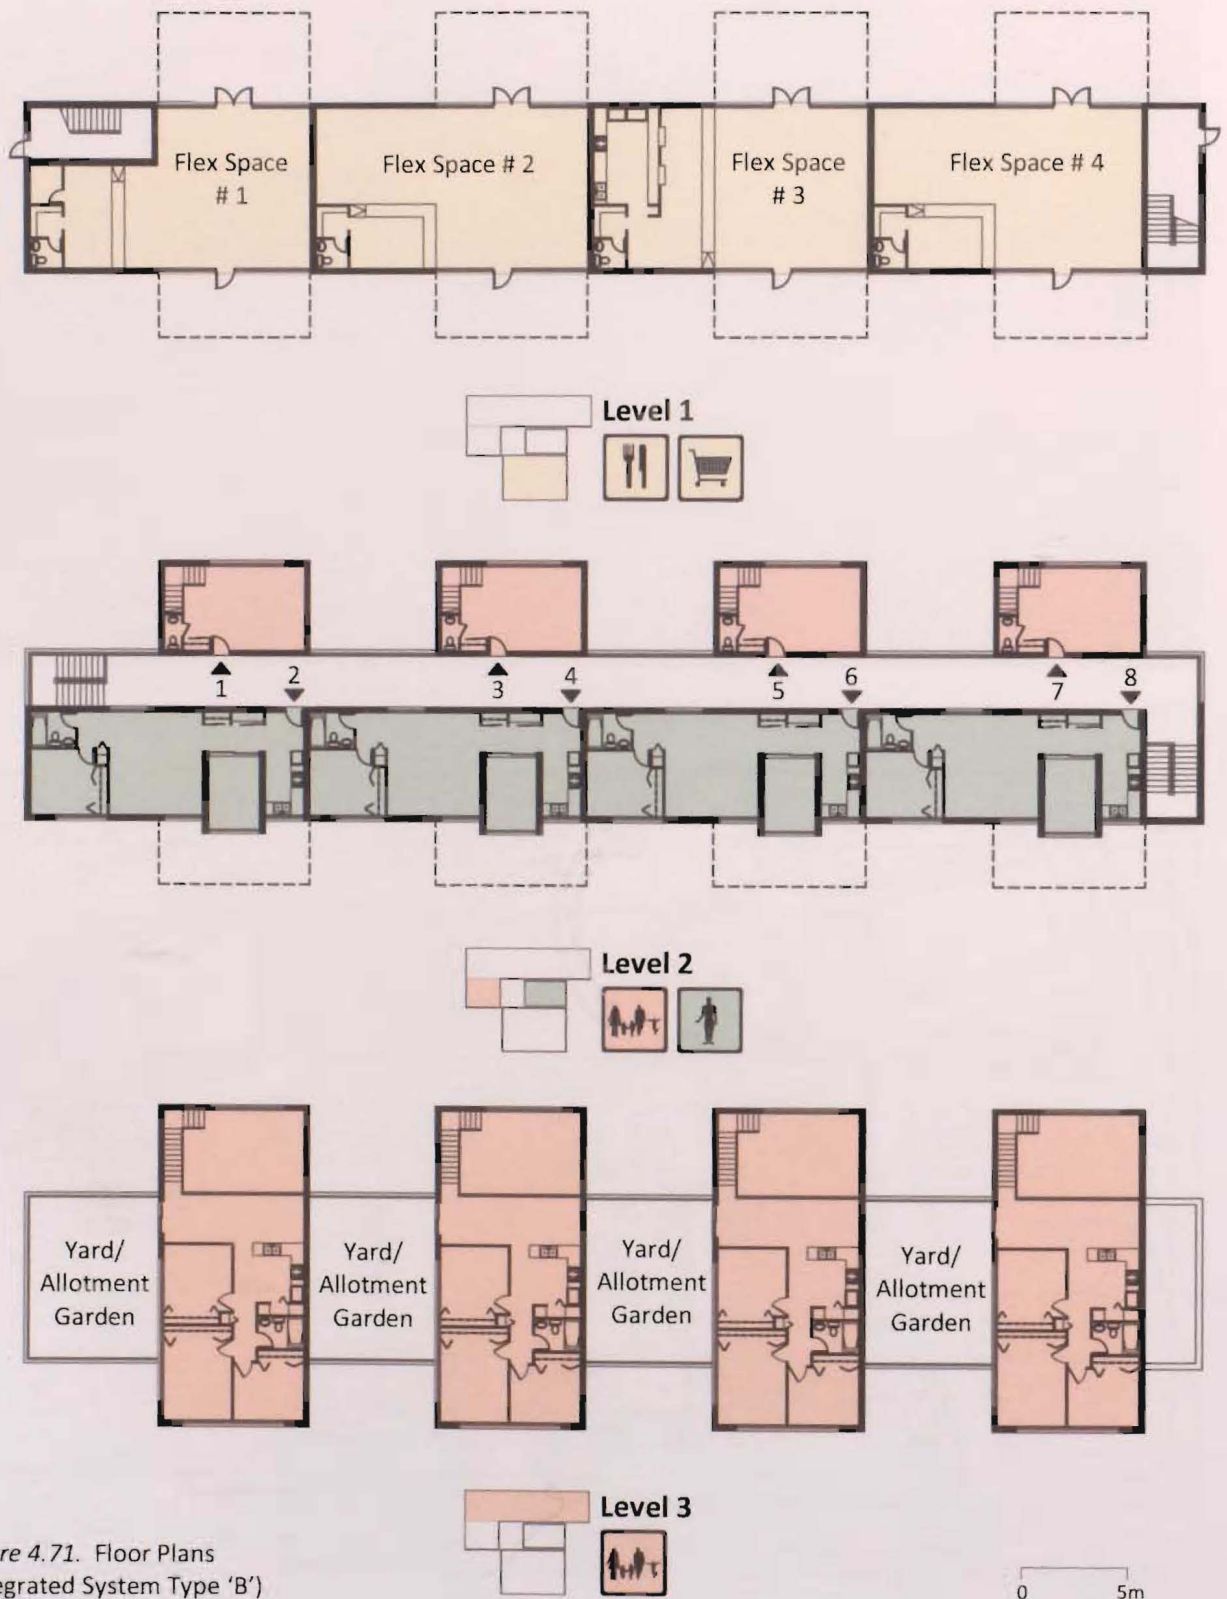 Flex Space
# 1
Flex Space # 2
Flex Space
# 3
Flex Space # 4
Level 1
1
2
3
4
5
6
7
8
Level 2
Yard/
Allotment
Garden
Yard/
Allotment
Garden
Yard/
Allotment
Garden
Yard/
Allotment
Garden
Level 3
re 4.71. Floor Plans
egrated System Type ‘B’)
0 5m